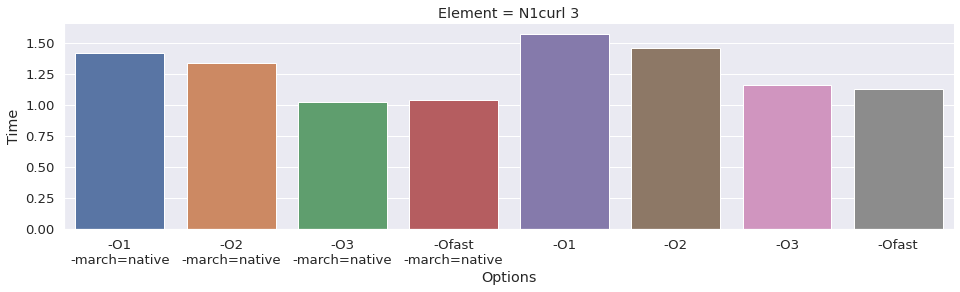 Element = N1curl 3
Time
1.50
1.25
1.00
0.75
0.50
0.25
0.00
-O1
-march=native
-O2
-march=native
-O3
-march=native
-Ofast
-march=native
-O1
-O2
-O3
-Ofast
Options